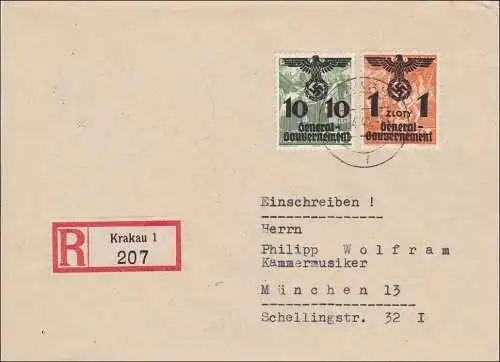 10 10
General-
Gouvernement
1 1
ZŁOTY
General-
Gouvernement
Einschreiben !
Herrn
Philipp Wolfram
Kammermusiker
München 13
Schellingstr. 32 I
R
Krakau 1
207